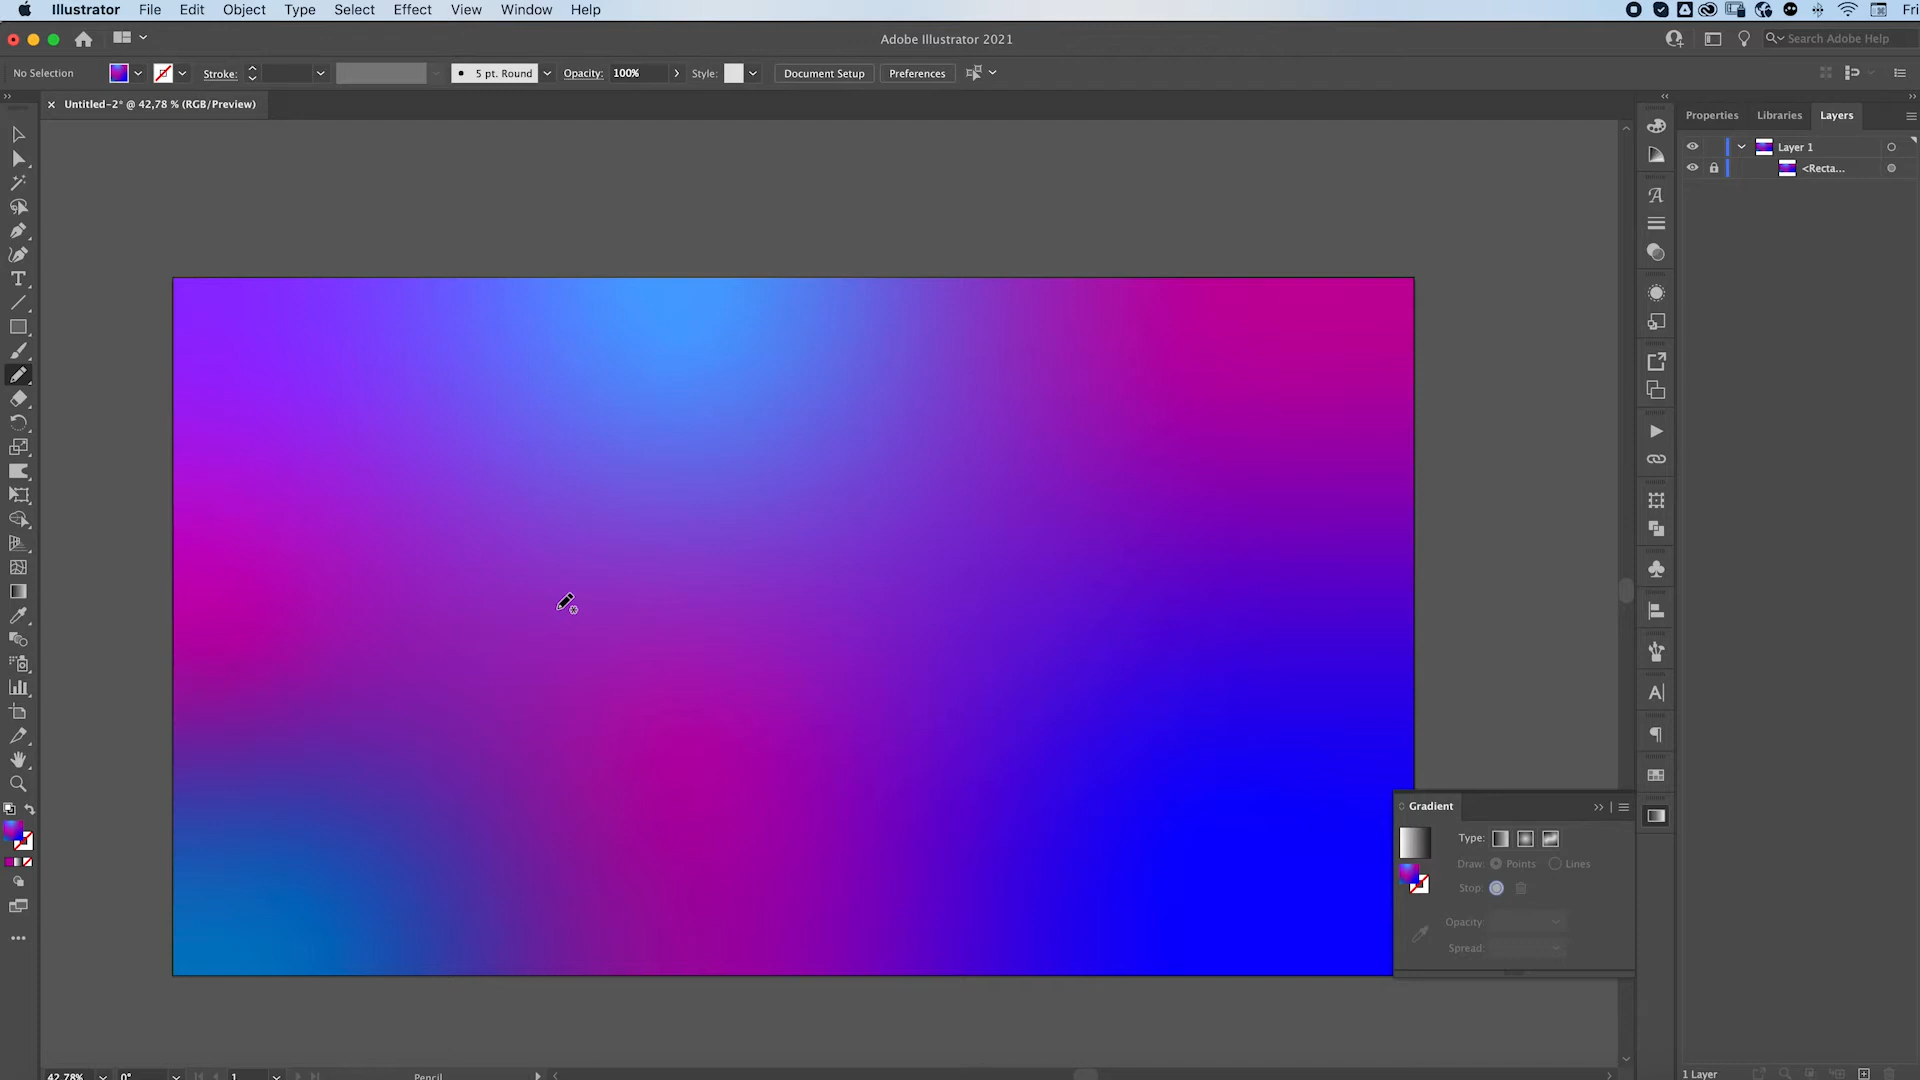 Illustrator File Edit Object Type Select Effect View Window Help Fri
Adobe Illustrator 2021
Search Adobe Help
No Selection Stroke: 5 pt. Round Opacity: 100% Style: Document Setup Preferences
Untitled-2* @ 42,78 % (RGB/Preview)
Properties Libraries Layers
Layer 1
<Recta...
Gradient
Type:
Draw: Points Lines
Stop:
Opacity:
Spread:
42,78% 0° 1 Pencil
1 Layer